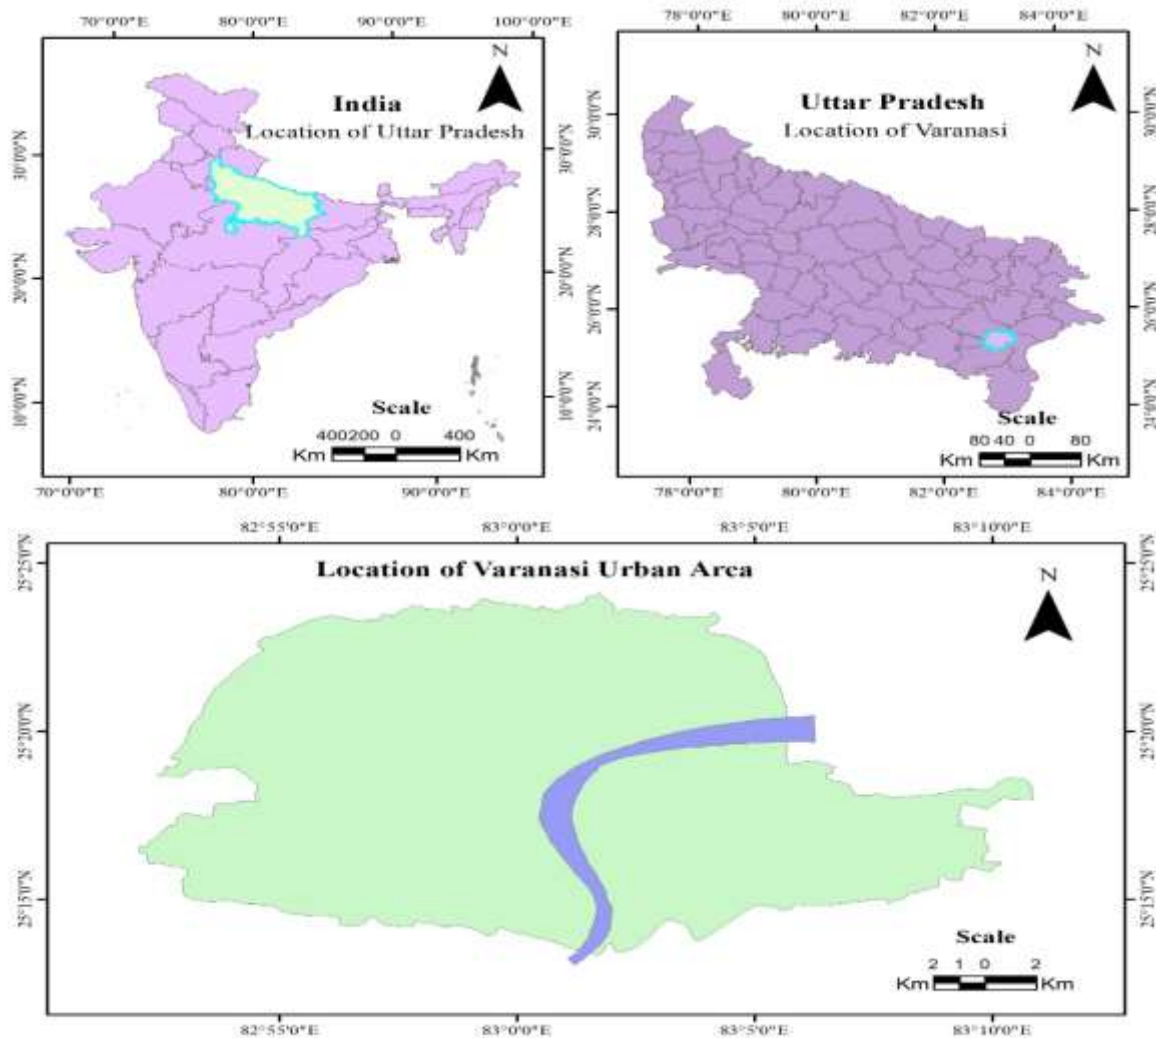 70°0'0"E 80°0'0"E 90°0'0"E 100°0'0"E
N
India
Location of Uttar Pradesh
30°0'0"N 30°0'0"N
20°0'0"N 20°0'0"N
10°0'0"N 10°0'0"N
Scale
400200 0 400
Km Km
70°0'0"E 80°0'0"E 90°0'0"E
78°0'0"E 80°0'0"E 82°0'0"E 84°0'0"E
N
Uttar Pradesh
Location of Varanasi
30°0'0"N 30°0'0"N
28°0'0"N 28°0'0"N
26°0'0"N 26°0'0"N
24°0'0"N 24°0'0"N
Scale
80 40 0 80
Km Km
78°0'0"E 80°0'0"E 82°0'0"E 84°0'0"E
82°55'0"E 83°0'0"E 83°5'0"E 83°10'0"E
25°25'0"N 25°25'0"N
Location of Varanasi Urban Area
N
25°20'0"N 25°20'0"N
25°15'0"N 25°15'0"N
Scale
2 1 0 2
Km Km
82°55'0"E 83°0'0"E 83°5'0"E 83°10'0"E